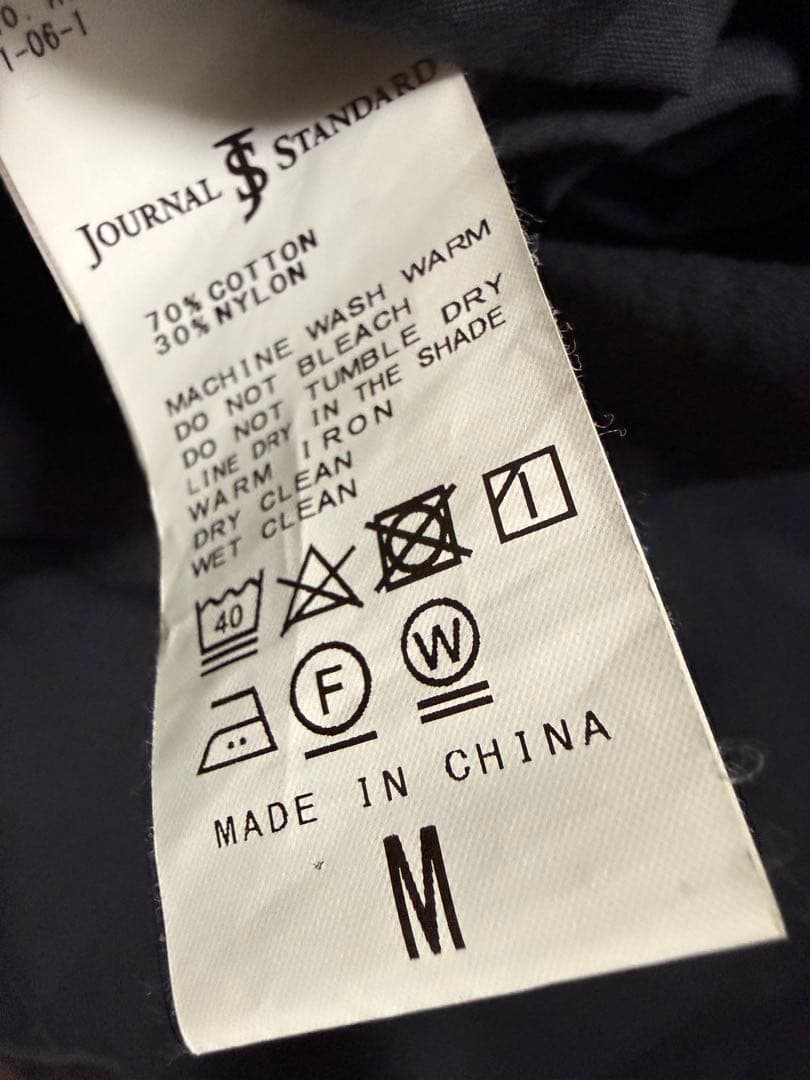 1-06-1
JOURNAL JS STANDARD
70% COTTON
30% NYLON
MACHINE WASH WARM
DO NOT BLEACH
DO NOT TUMBLE DRY
LINE DRY IN THE SHADE
WARM IRON
DRY CLEAN
WET CLEAN
40
F W
MADE IN CHINA
M